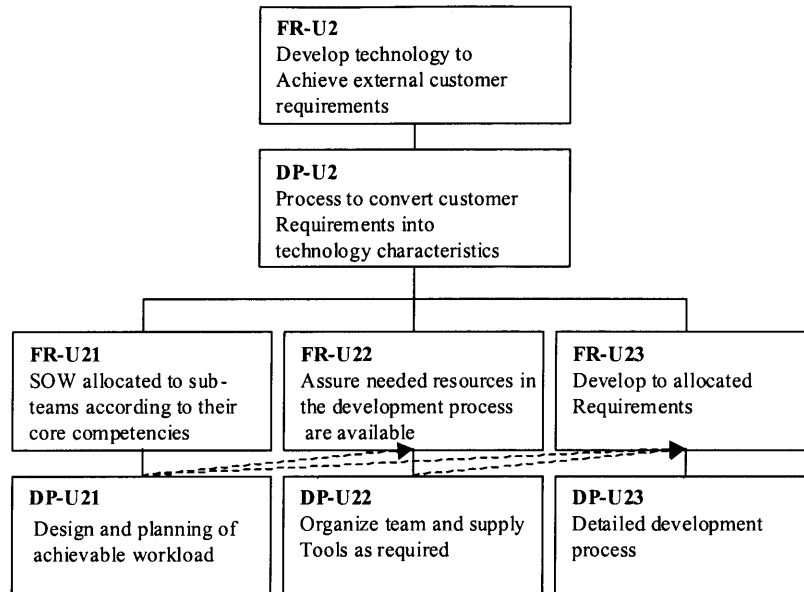 FR-U2
Develop technology to
Achieve external customer
requirements
DP-U2
Process to convert customer
Requirements into
technology characteristics
FR-U21
SOW allocated to sub-
teams according to their
core competencies
FR-U22
Assure needed resources in
the development process
are available
FR-U23
Develop to allocated
Requirements
DP-U21
Design and planning of
achievable workload
DP-U22
Organize team and supply
Tools as required
DP-U23
Detailed development
process